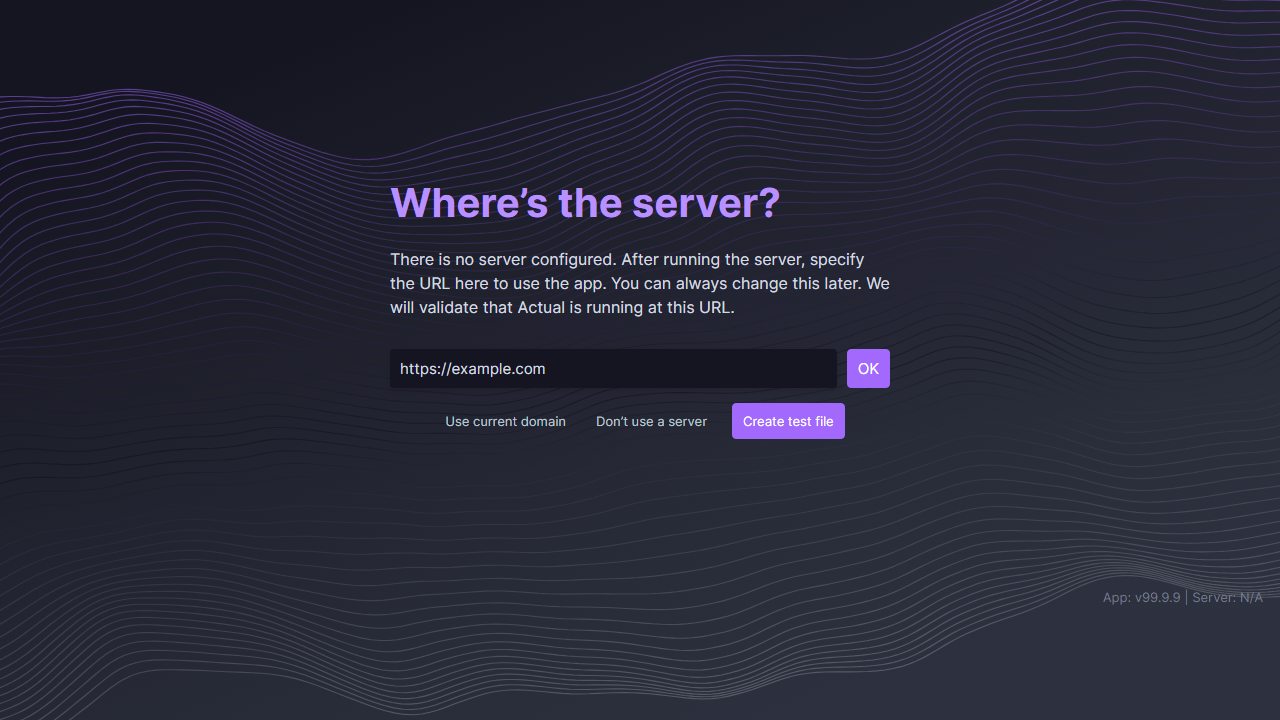 Where’s the server?
There is no server configured. After running the server, specify
the URL here to use the app. You can always change this later. We
will validate that Actual is running at this URL.
https://example.com
OK
Use current domain
Don’t use a server
Create test file
App: v99.9.9 | Server: N/A